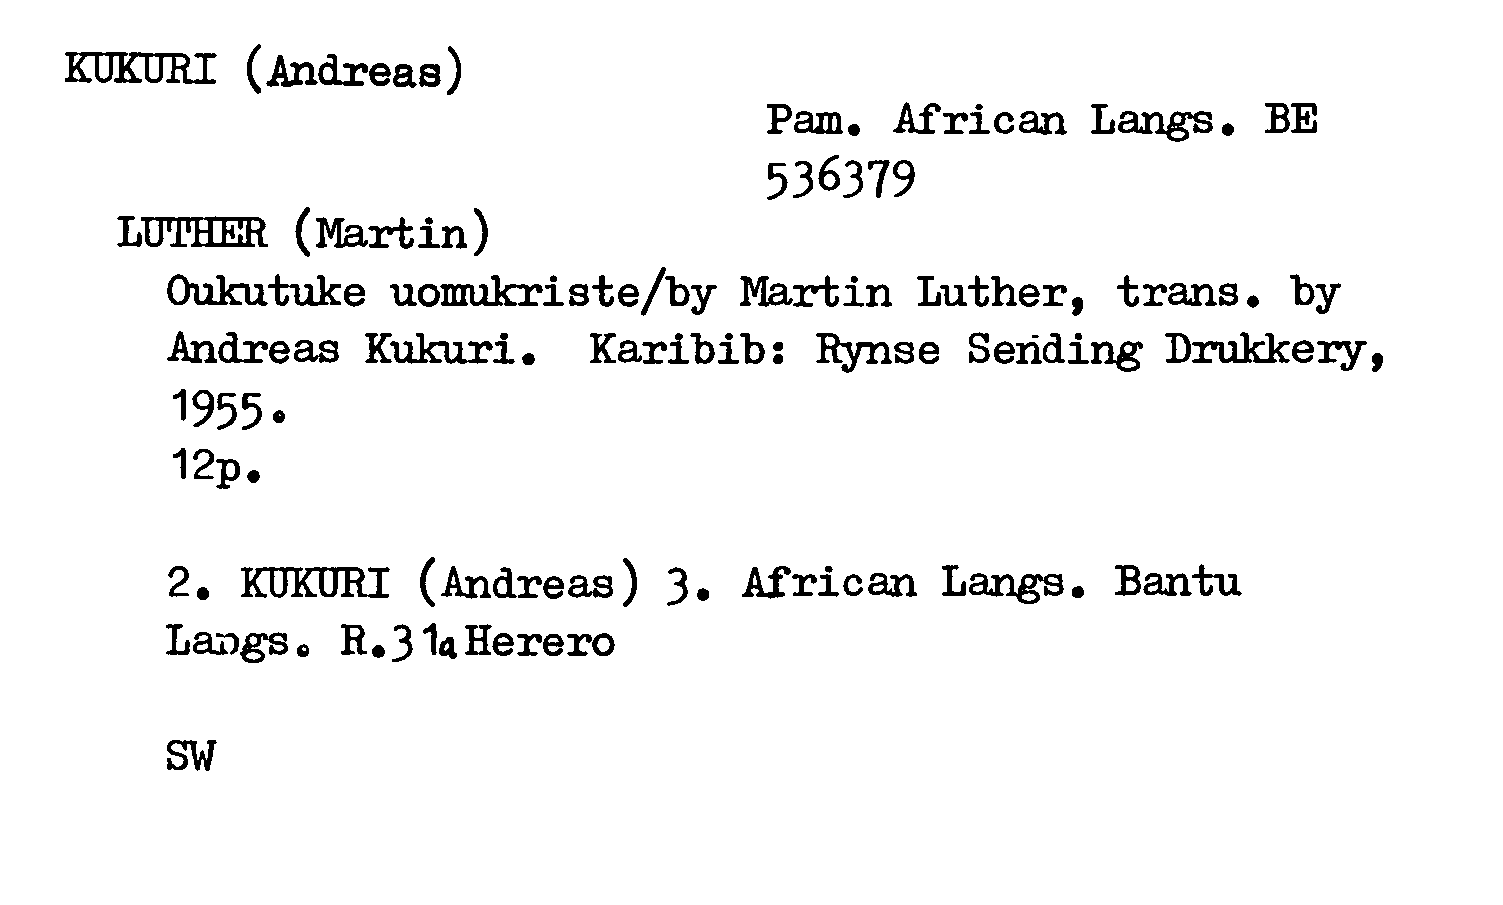 KUKURI (Andreas)
Pam. African Langs. BE
536379
LUTHER (Martin)
Oukutuke uomukriste/by Martin Luther, trans. by
Andreas Kukuri. Karibib: Rynse Sending Drukkery,
1955.
12p.
2. KUKURI (Andreas) 3. African Langs. Bantu
Langs. R.31a Herero
SW